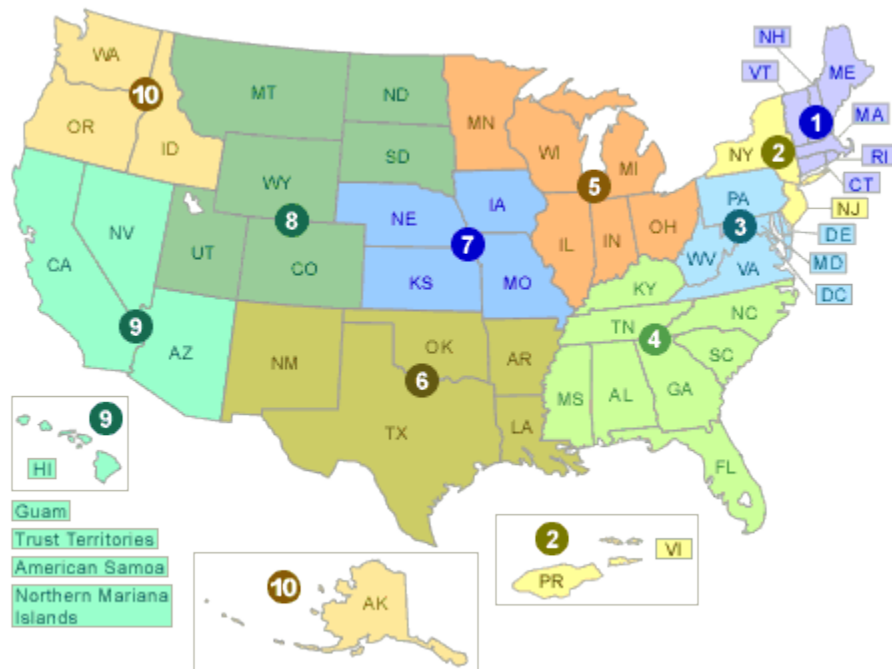 NH
WA
VT
ME
MT
ND
10
MN
1
MA
OR
ID
WI
NY
2
RI
SD
MI
CT
WY
5
PA
IA
NJ
8
NE
3
DE
NV
7
IL
IN
OH
UT
WV
MD
CA
CO
VA
KS
MO
DC
KY
NC
9
TN
4
AZ
OK
SC
NM
AR
6
GA
MS
AL
9
TX
LA
HI
FL
Guam
2
Trust Territories
VI
American Samoa
10
PR
Northern Mariana
Islands
AK